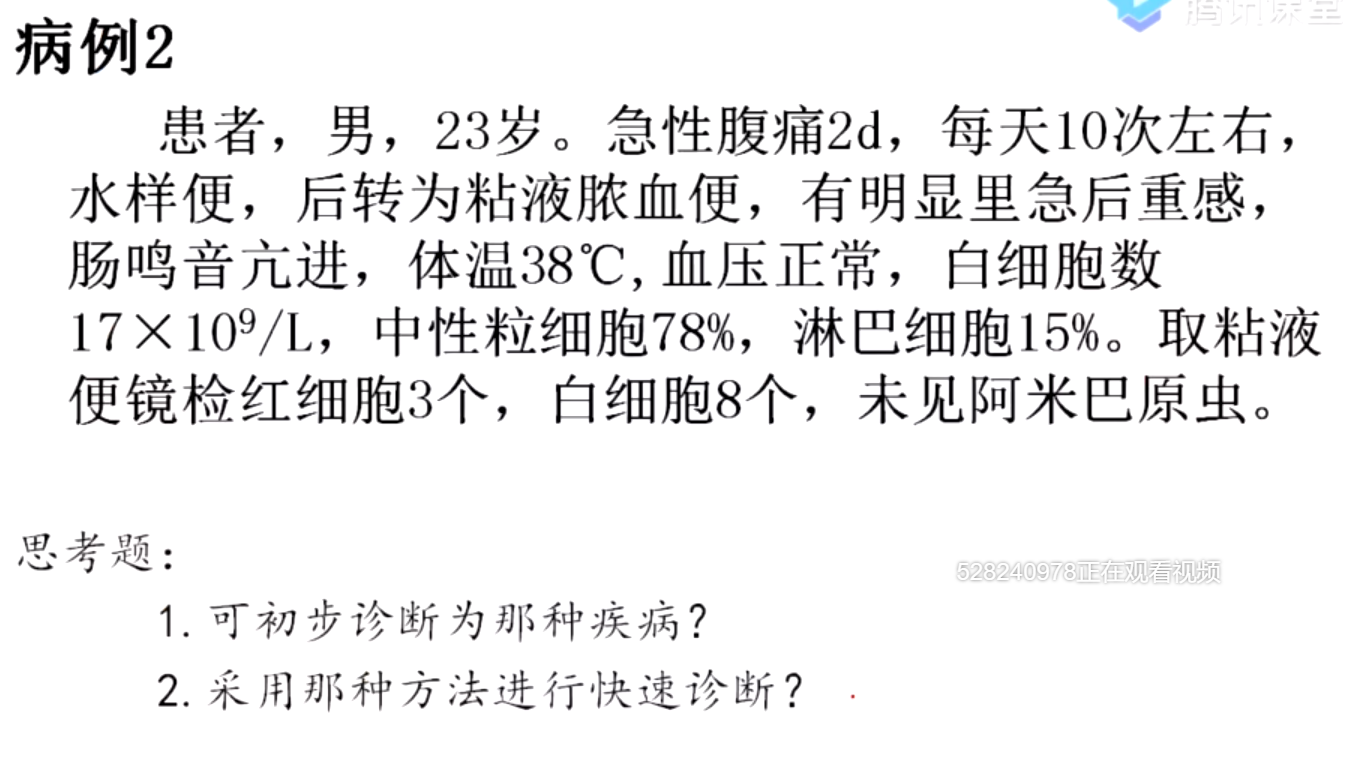 腾讯课堂
病例2
患者，男，23岁。急性腹痛2d，每天10次左右，
水样便，后转为粘液脓血便，有明显里急后重感，
肠鸣音亢进，体温38℃,血压正常，白细胞数
17×10⁹/L，中性粒细胞78%，淋巴细胞15%。取粘液
便镜检红细胞3个，白细胞8个，未见阿米巴原虫。
思考题：
528240978正在观看视频
1.可初步诊断为那种疾病？
2.采用那种方法进行快速诊断？